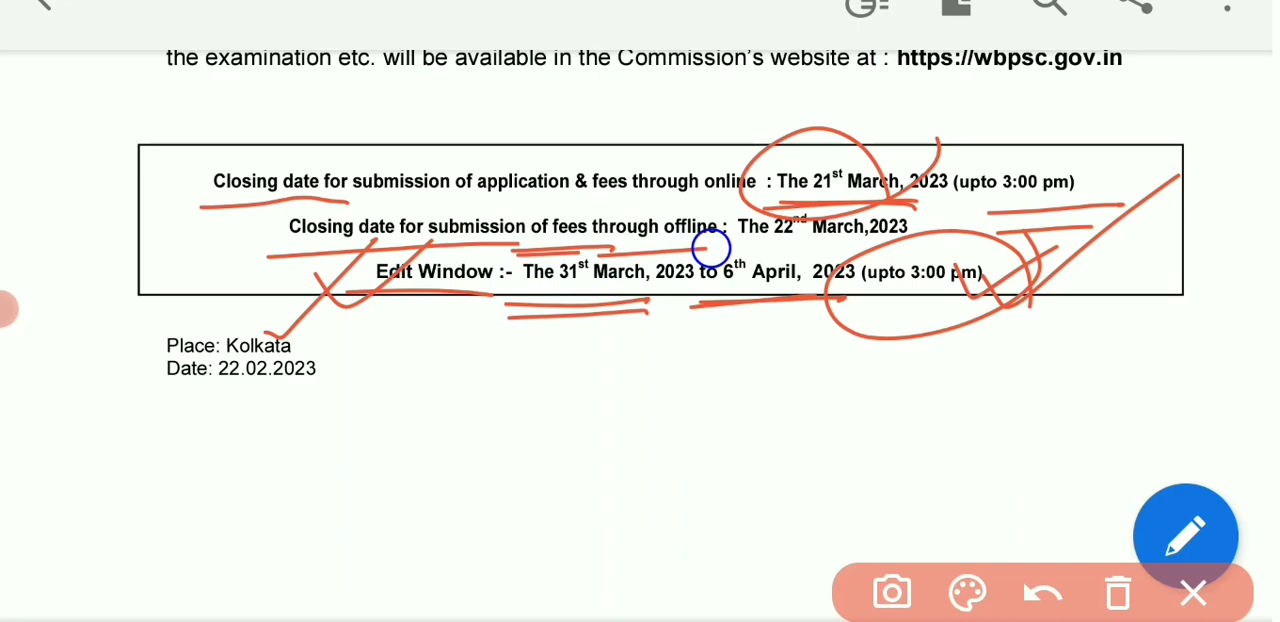 the examination etc. will be available in the Commission's website at : https://wbpsc.gov.in
Closing date for submission of application & fees through online : The 21st March, 2023 (upto 3:00 pm)
Closing date for submission of fees through offline : The 22nd March,2023
Edit Window :- The 31st March, 2023 to 6th April, 2023 (upto 3:00 pm)
Place: Kolkata
Date: 22.02.2023